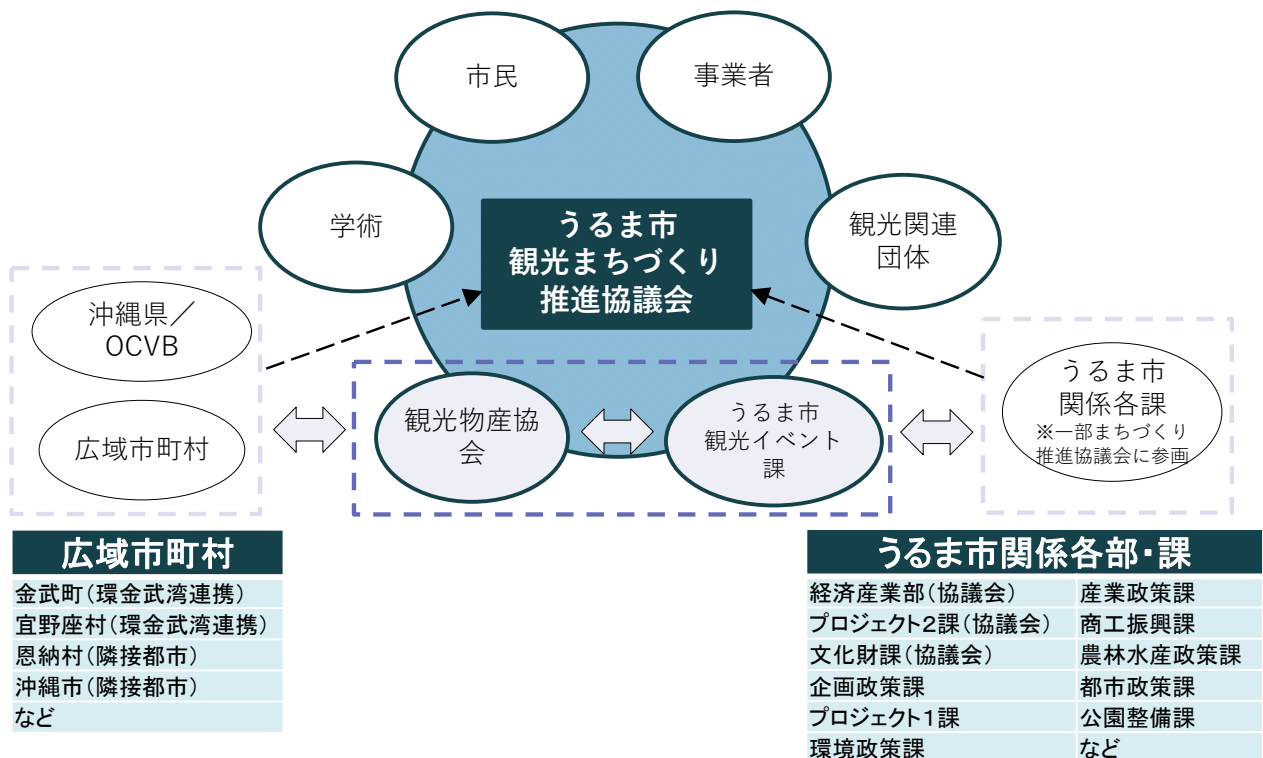 市民
事業者
学術
うるま市
観光まちづくり
推進協議会
観光関連
団体
沖縄県／
OCVB
広域市町村
観光物産協
会
うるま市
観光イベント
課
うるま市
関係各課
※一部まちづくり
推進協議会に参画
広域市町村
金武町(環金武湾連携)
宜野座村(環金武湾連携)
恩納村(隣接都市)
沖縄市(隣接都市)
など
うるま市関係各部・課
経済産業部(協議会) 産業政策課
プロジェクト2課(協議会) 商工振興課
文化財課(協議会) 農林水産政策課
企画政策課 都市政策課
プロジェクト1課 公園整備課
環境政策課 など